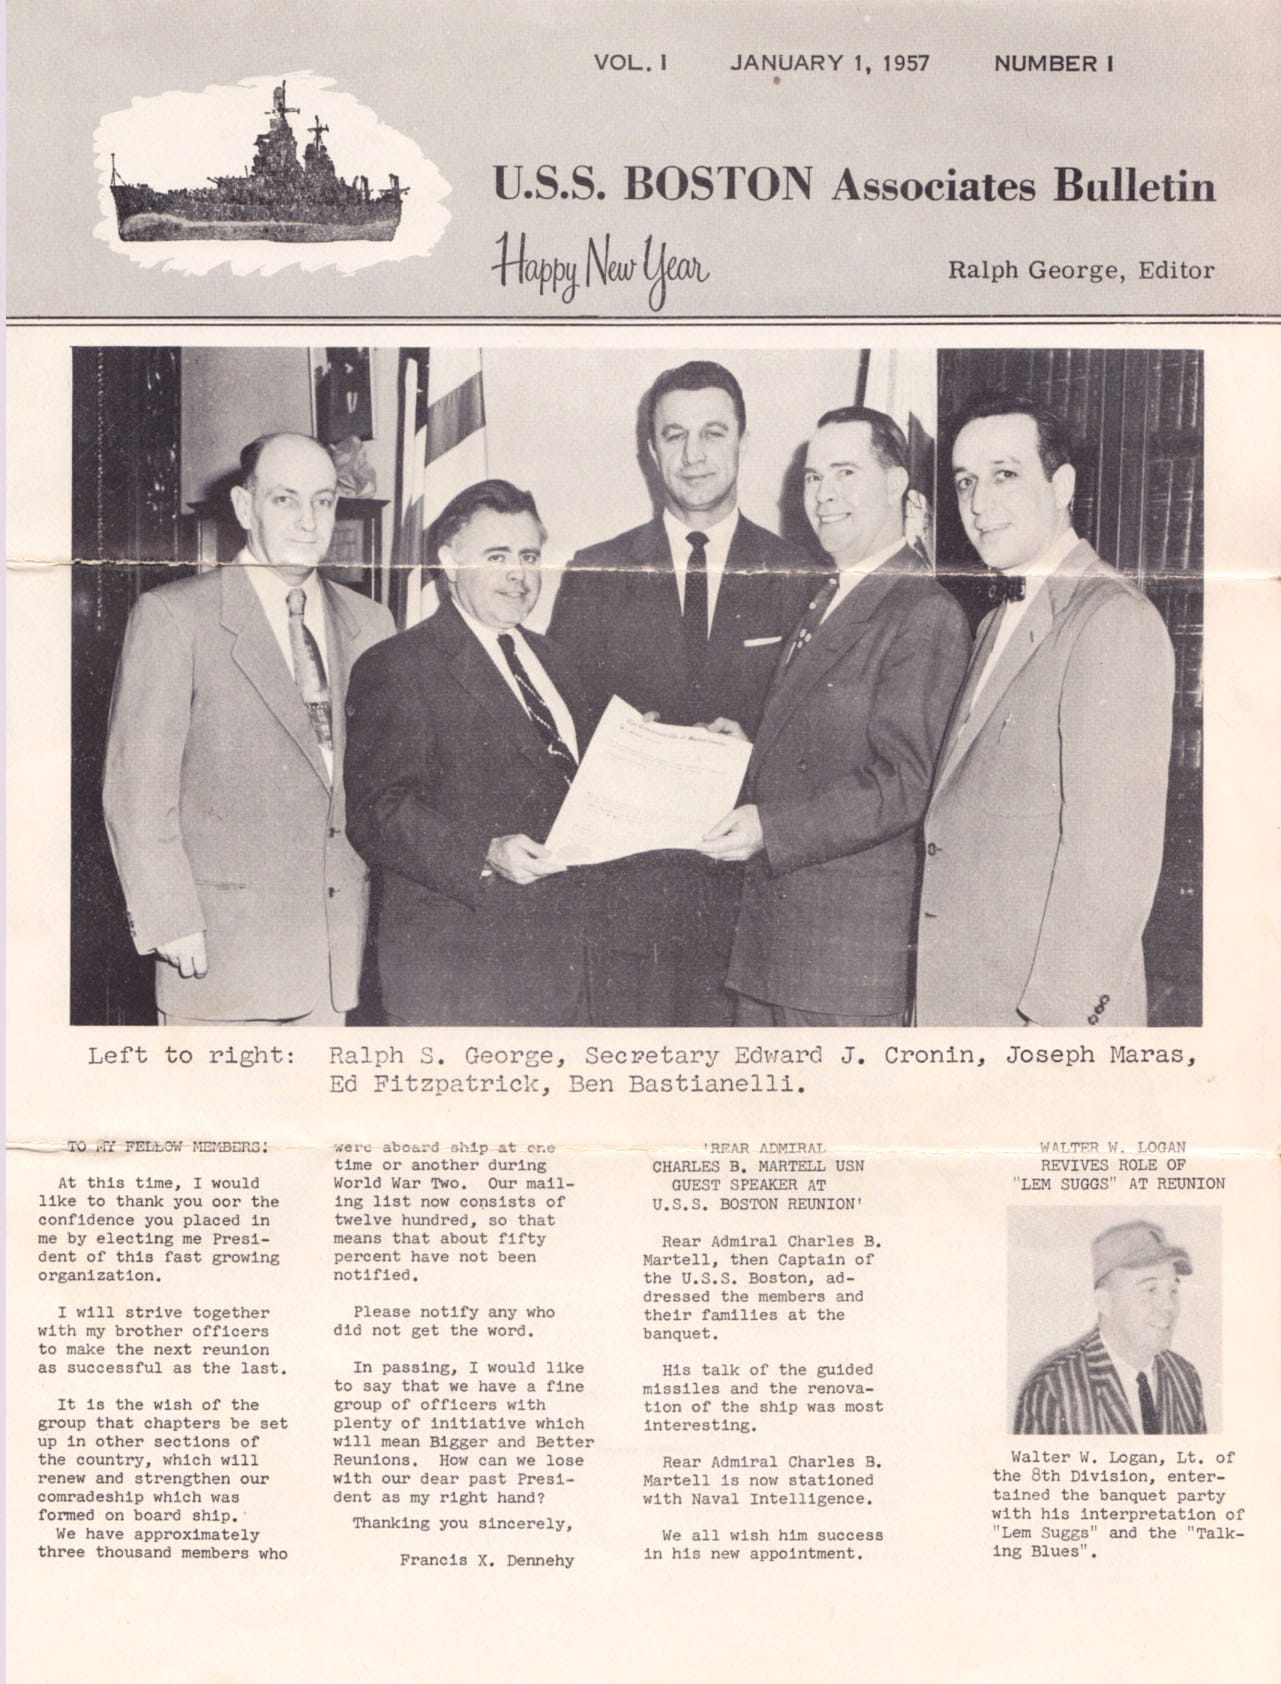 VOL. I JANUARY 1, 1957 NUMBER I
U.S.S. BOSTON Associates Bulletin
Happy New Year
Ralph George, Editor
Left to right: Ralph S. George, Secretary Edward J. Cronin, Joseph Maras,
Ed Fitzpatrick, Ben Bastianelli.
TO MY FELLOW MEMBERS:
At this time, I would
like to thank you oor the
confidence you placed in
me by electing me Presi-
dent of this fast growing
organization.
I will strive together
with my brother officers
to make the next reunion
as successful as the last.
It is the wish of the
group that chapters be set
up in other sections of
the country, which will
renew and strengthen our
comradeship which was
formed on board ship.
We have approximately
three thousand members who
were aboard ship at one
time or another during
World War Two. Our mail-
ing list now consists of
twelve hundred, so that
means that about fifty
percent have not been
notified.
Please notify any who
did not get the word.
In passing, I would like
to say that we have a fine
group of officers with
plenty of initiative which
will mean Bigger and Better
Reunions. How can we lose
with our dear past Presi-
dent as my right hand?
Thanking you sincerely,
Francis X. Dennehy
'REAR ADMIRAL
CHARLES B. MARTELL USN
GUEST SPEAKER AT
U.S.S. BOSTON REUNION'
Rear Admiral Charles B.
Martell, then Captain of
the U.S.S. Boston, ad-
dressed the members and
their families at the
banquet.
His talk of the guided
missiles and the renova-
tion of the ship was most
interesting.
Rear Admiral Charles B.
Martell is now stationed
with Naval Intelligence.
We all wish him success
in his new appointment.
WALTER W. LOGAN
REVIVES ROLE OF
"LEM SUGGS" AT REUNION
Walter W. Logan, Lt. of
the 8th Division, enter-
tained the banquet party
with his interpretation of
"Lem Suggs" and the "Talk-
ing Blues".